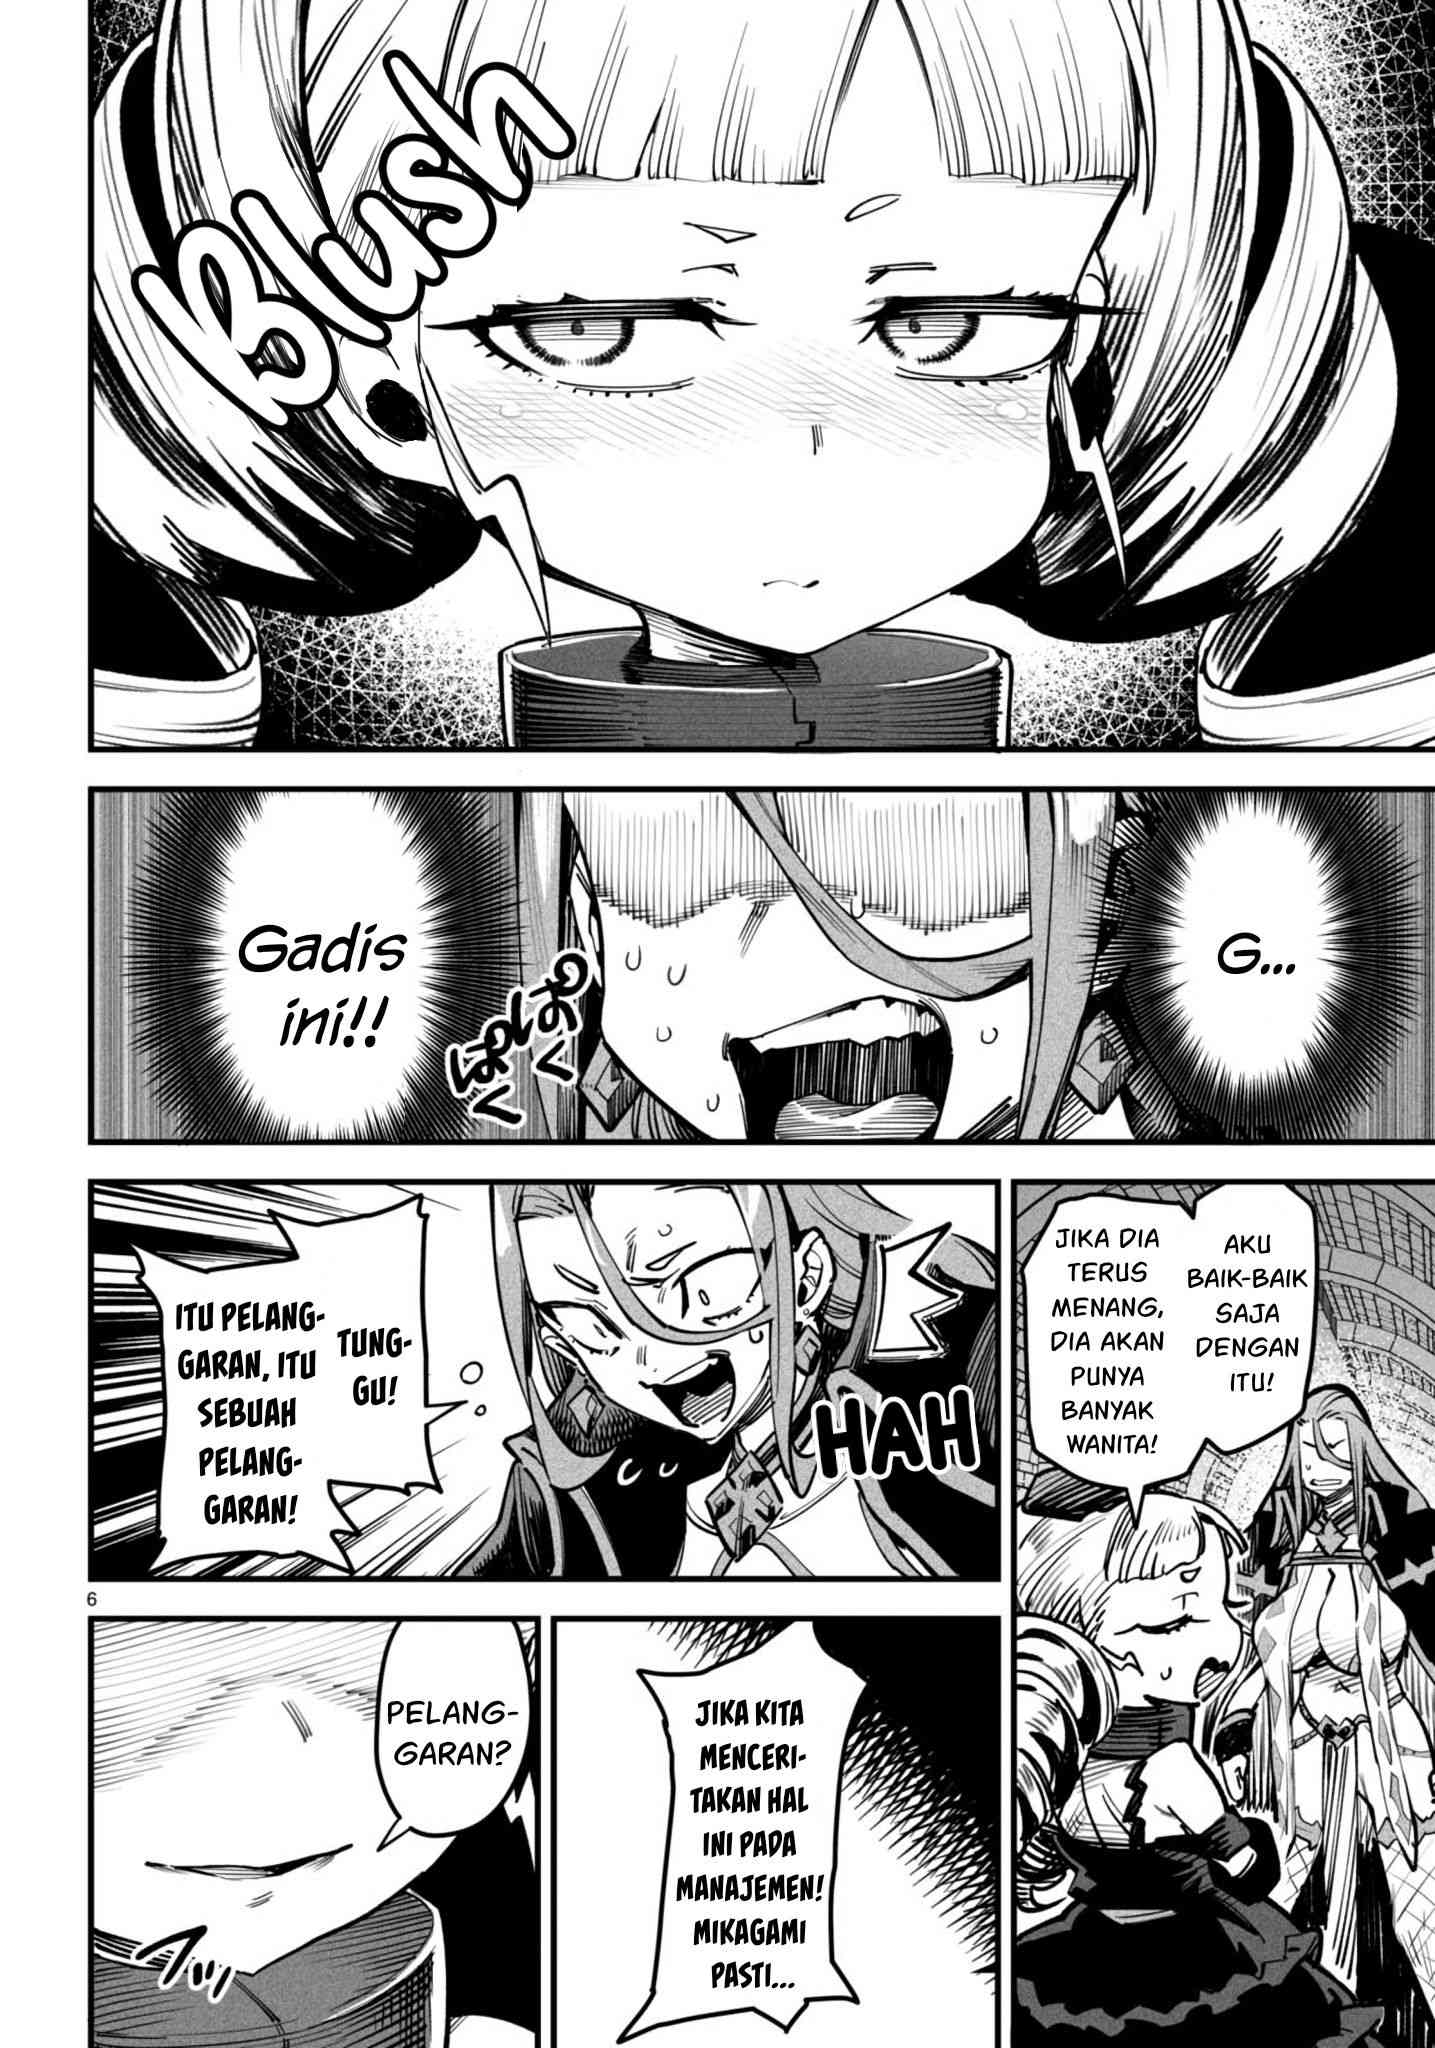 Blush
G...
Gadis
ini!!
ぱくぱく
AKU
BAIK-BAIK
SAJA
DENGAN
ITU!
JIKA DIA
TERUS
MENANG,
DIA AKAN
PUNYA
BANYAK
WANITA!
HAH
TUNG-
GU!
ITU PELANG-
GARAN, ITU
SEBUAH
PELANG-
GARAN!
JIKA KITA
MENCERI-
TAKAN HAL
INI PADA
MANAJEMEN!
MIKAGAMI
PASTI...
PELANG-
GARAN?
フッ
6